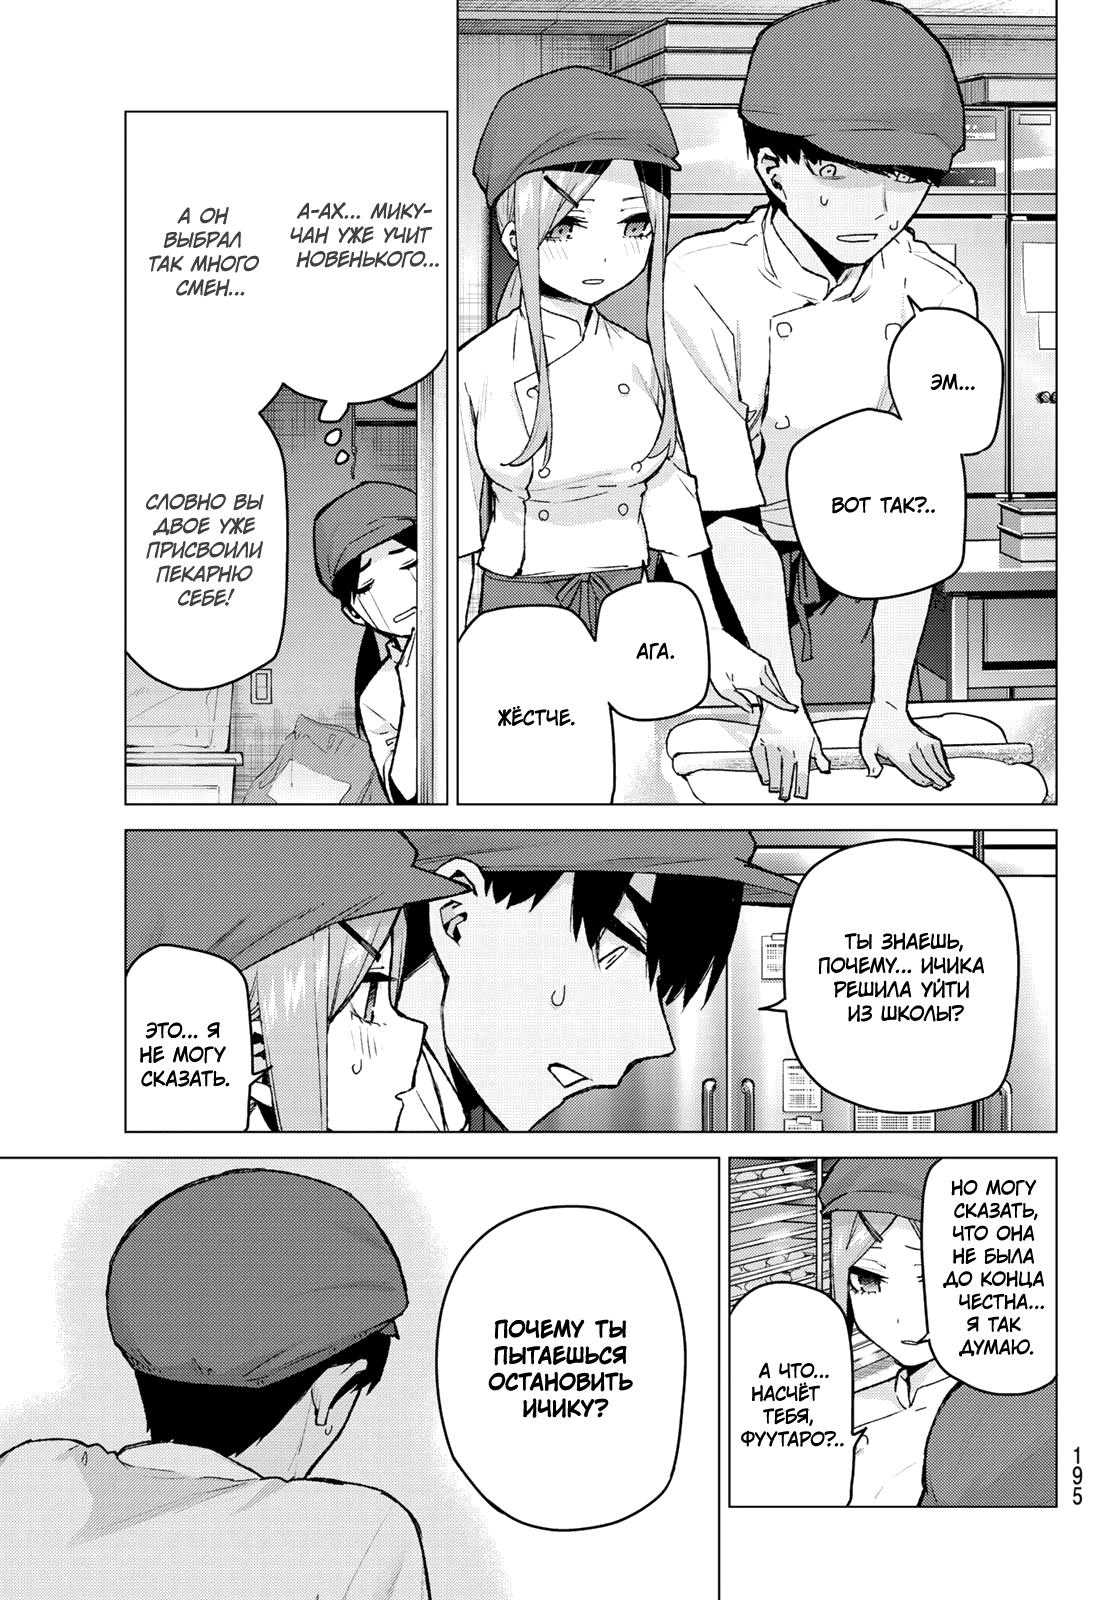 ЭМ...
ВОТ ТАК?..
АГА.
ЖЁСТЧЕ.
А-АХ... МИКУ-
ЧАН УЖЕ УЧИТ
НОВЕНЬКОГО...
А ОН
ВЫБРАЛ
ТАК МНОГО
СМЕН...
СЛОВНО ВЫ
ДВОЕ УЖЕ
ПРИСВОИЛИ
ПЕКАРНЮ
СЕБЕ!
ТЫ ЗНАЕШЬ,
ПОЧЕМУ... ИЧИКА
РЕШИЛА УЙТИ
ИЗ ШКОЛЫ?
ЭТО... Я
НЕ МОГУ
СКАЗАТЬ.
НО МОГУ
СКАЗАТЬ,
ЧТО ОНА
НЕ БЫЛА
ДО КОНЦА
ЧЕСТНА...
Я ТАК
ДУМАЮ.
А ЧТО...
НАСЧЁТ
ТЕБЯ,
ФУУТАРО?..
ПОЧЕМУ ТЫ
ПЫТАЕШЬСЯ
ОСТАНОВИТЬ
ИЧИКУ?
195